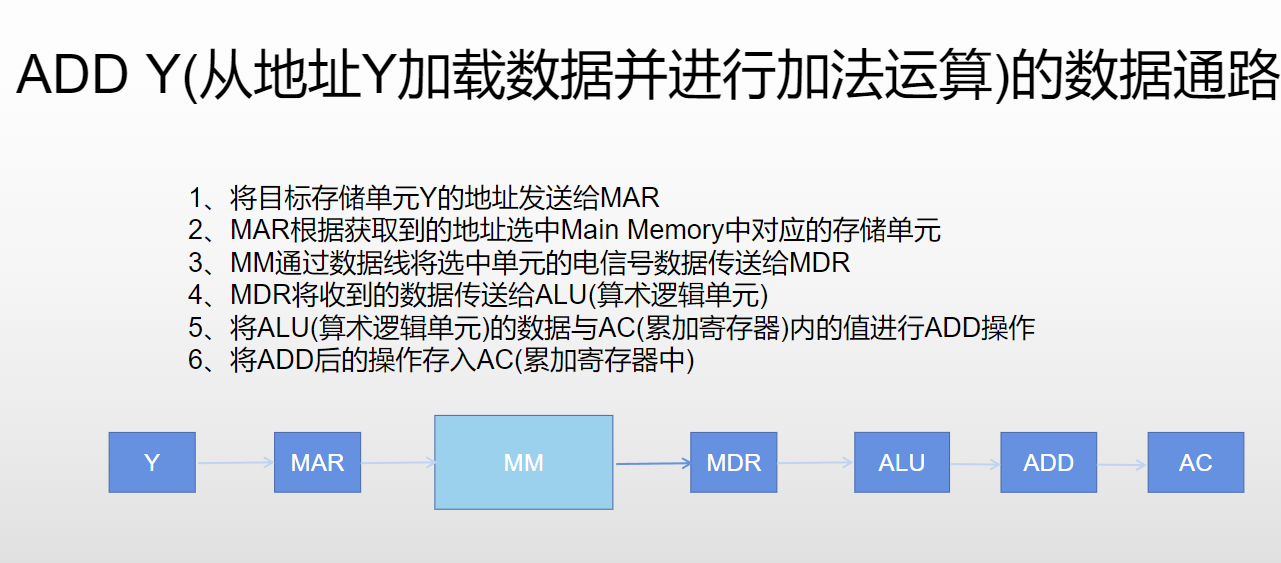 ADD Y(从地址Y加载数据并进行加法运算)的数据通路
1、将目标存储单元Y的地址发送给MAR
2、MAR根据获取到的地址选中Main Memory中对应的存储单元
3、MM通过数据线将选中单元的电信号数据传送给MDR
4、MDR将收到的数据传送给ALU(算术逻辑单元)
5、将ALU(算术逻辑单元)的数据与AC(累加寄存器)内的值进行ADD操作
6、将ADD后的操作存入AC(累加寄存器中)
Y MAR MM MDR ALU ADD AC